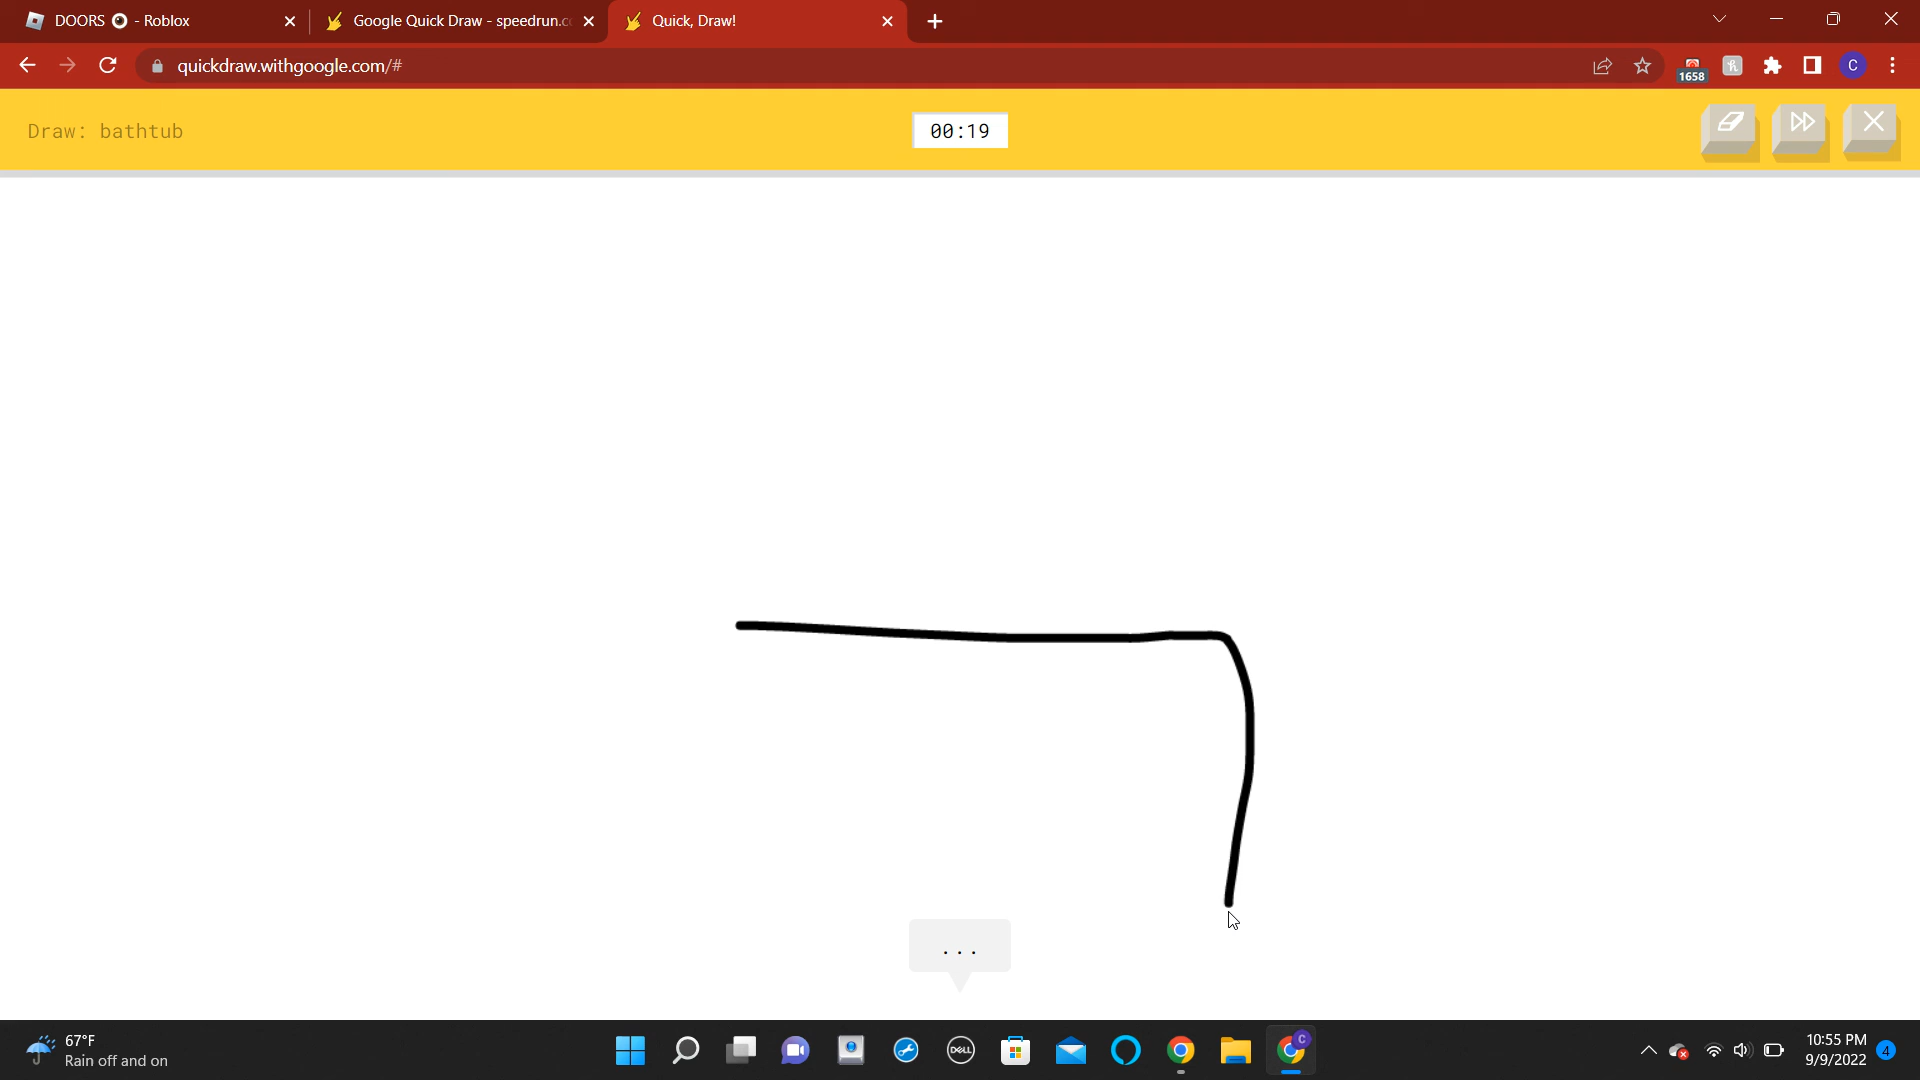 DOORS - Roblox
Google Quick Draw - speedrun.c
Quick, Draw!
quickdraw.withgoogle.com/#
1658
C
Draw: bathtub
00:19
...
67°F
Rain off and on
DELL
C
10:55 PM
9/9/2022
4